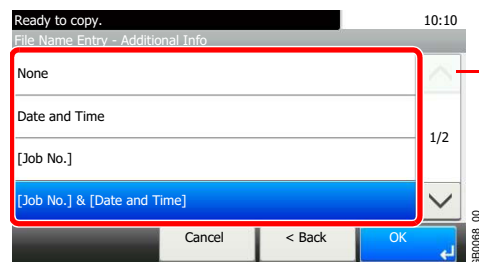 Ready to copy. 10:10
File Name Entry - Additional Info
None
Date and Time
1/2
[Job No.]
[Job No.] & [Date and Time]
Cancel < Back OK